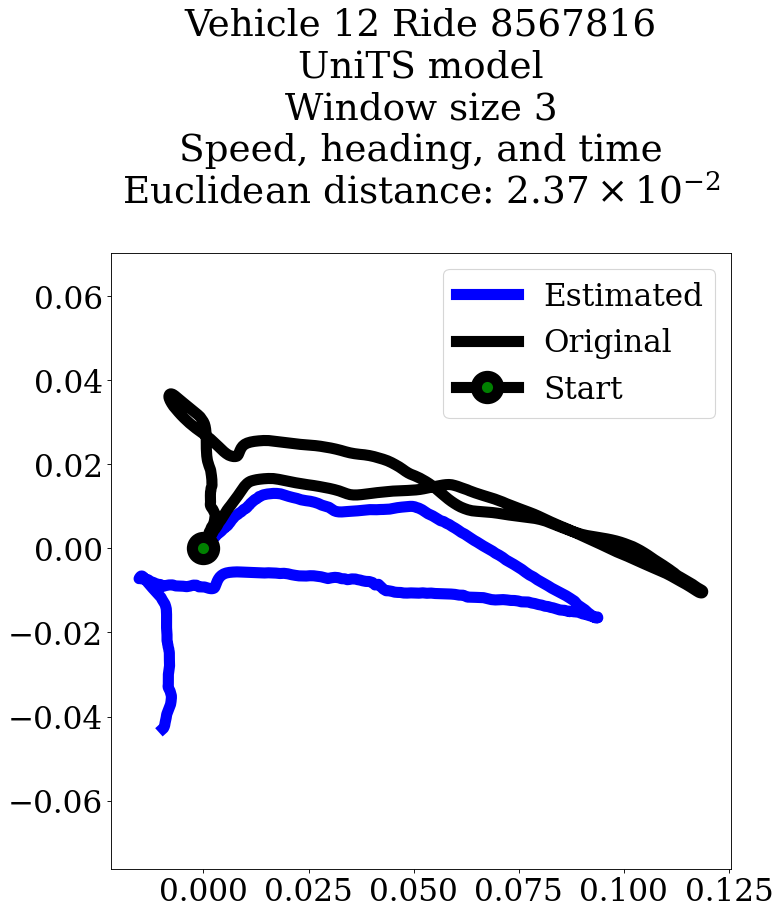 Vehicle 12 Ride 8567816
UniTS model
Window size 3
Speed, heading, and time
Euclidean distance: 2.37 × 10⁻²
Estimated
Original
Start
0.06
0.04
0.02
0.00
−0.02
−0.04
−0.06
0.000 0.025 0.050 0.075 0.100 0.125